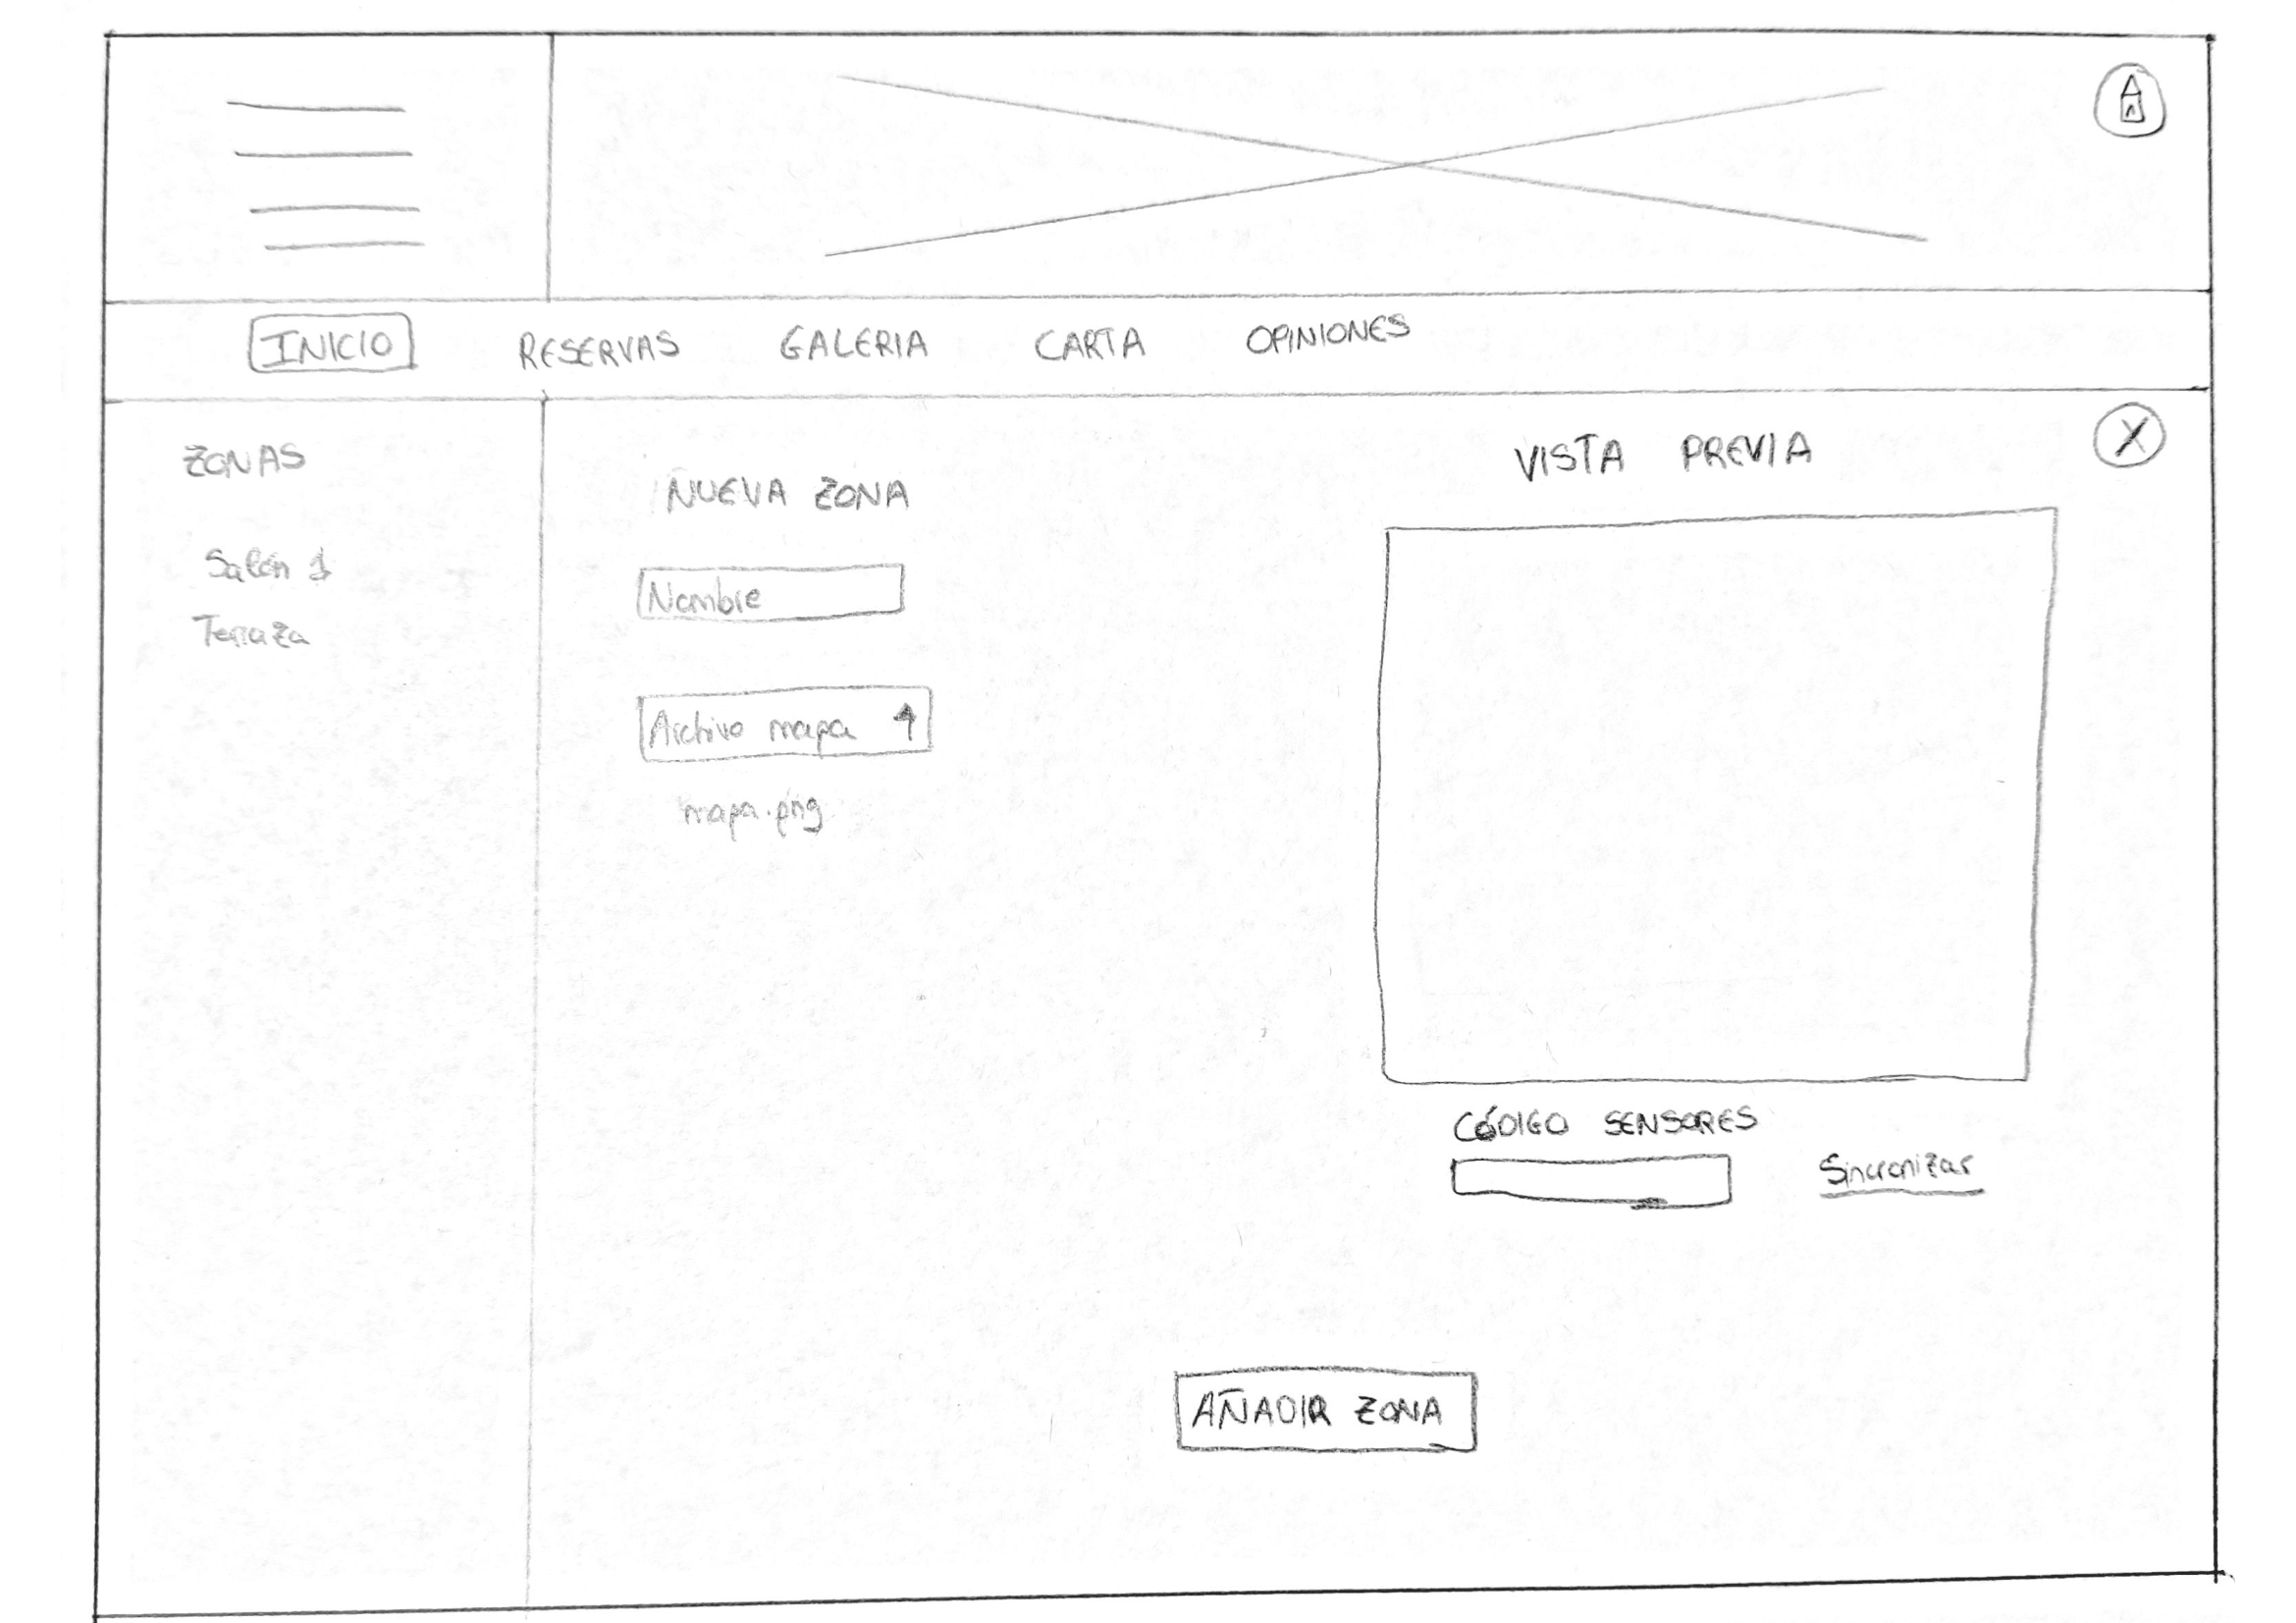 INICIO RESERVAS GALERIA CARTA OPINIONES
ZONAS
Salón 1
Terraza
NUEVA ZONA
Nombre
Archivo mapa
mapa.png
VISTA PREVIA
X
CÓDIGO SENSORES
Sincronizar
AÑADIR ZONA